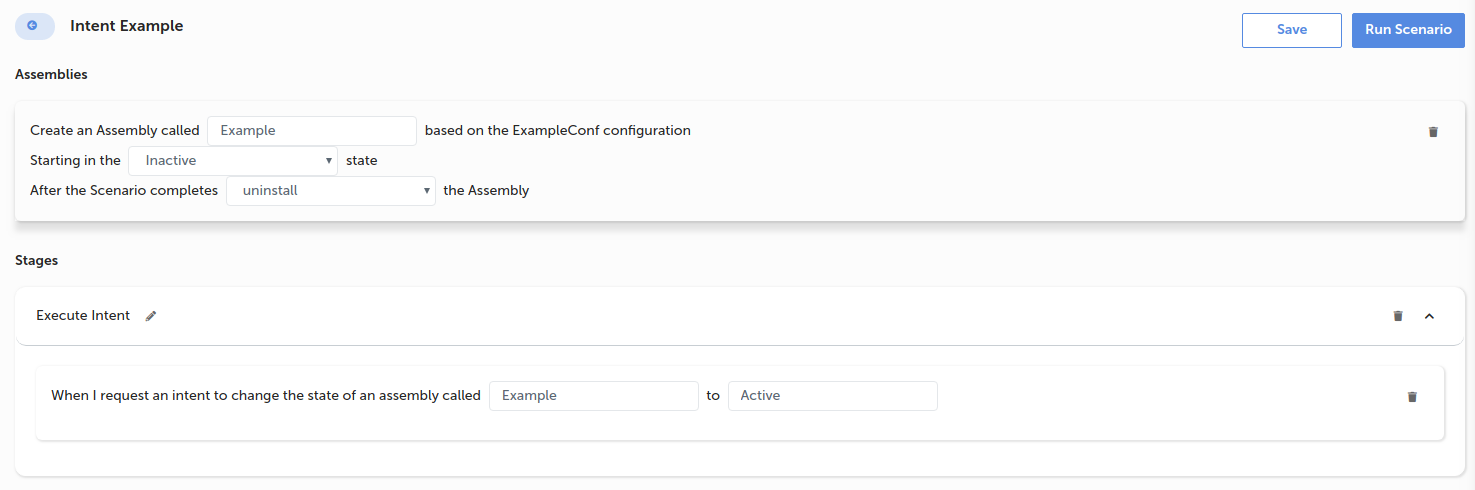 Intent Example
Save
Run Scenario
Assemblies
Create an Assembly called Example based on the ExampleConf configuration
Starting in the Inactive state
After the Scenario completes uninstall the Assembly
Stages
Execute Intent
When I request an intent to change the state of an assembly called Example to Active